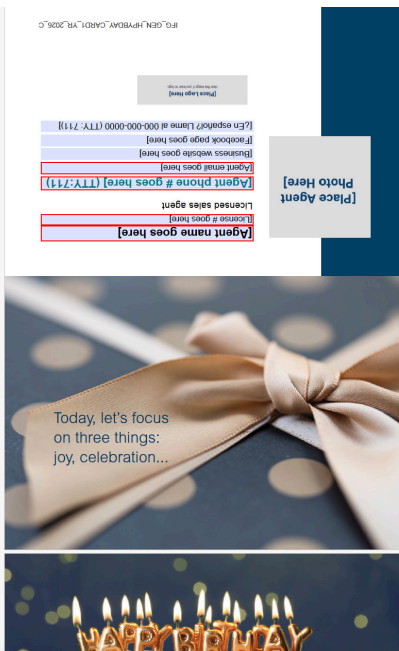 [Agent name goes here]
[License # goes here]
Licensed sales agent
[Agent phone # goes here] (TTY:711)
[Agent email goes here]
[Business website goes here]
[Facebook page goes here]
[¿En español? Llame al 000-000-0000 (TTY: 711)]
[Place Agent
Photo Here]
[Place Logo Here]
IFG_GEN_HPYBDAY_CARD1_YR_2026_C
Today, let's focus
on three things:
joy, celebration...
HAPPY BIRTHDAY